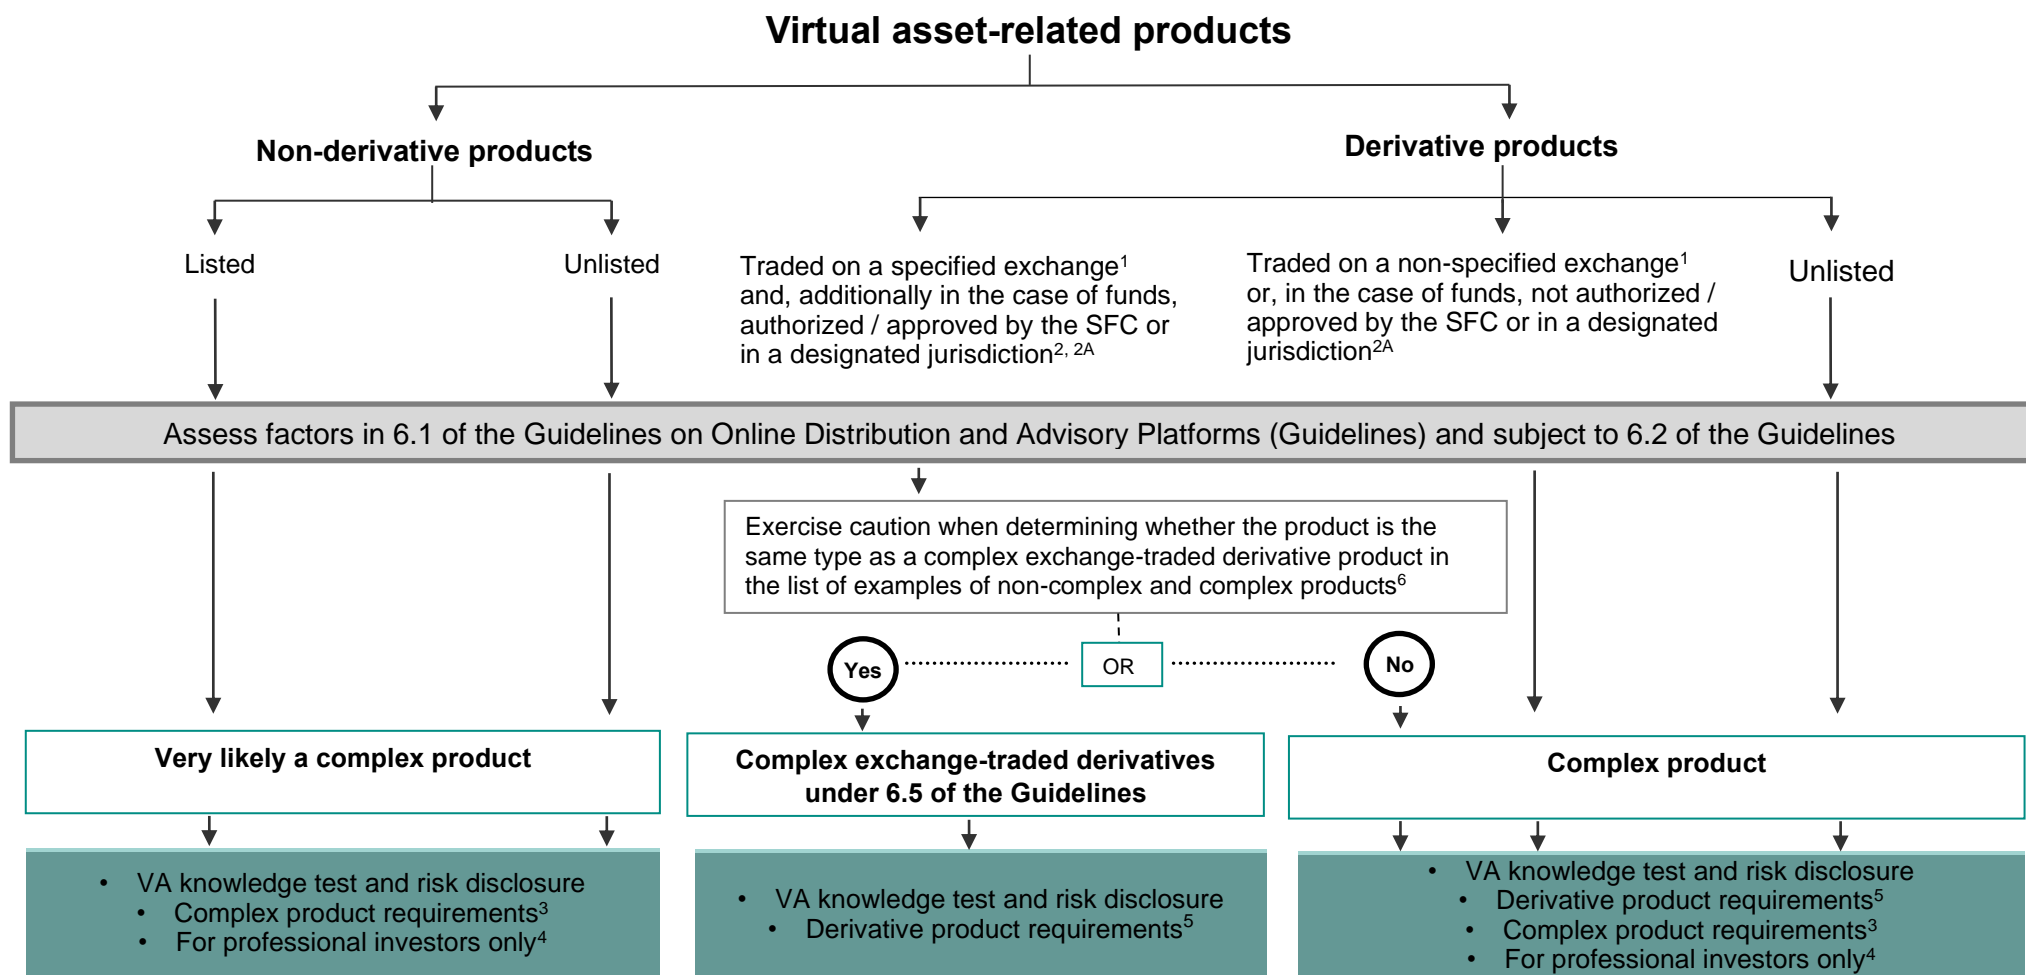 Virtual asset-related products
Non-derivative products
Derivative products
Listed
Unlisted
Traded on a specified exchange¹
and, additionally in the case of funds,
authorized / approved by the SFC or
in a designated jurisdiction², ²ᴬ
Traded on a non-specified exchange¹
or, in the case of funds, not authorized /
approved by the SFC or in a designated
jurisdiction²ᴬ
Unlisted
Assess factors in 6.1 of the Guidelines on Online Distribution and Advisory Platforms (Guidelines) and subject to 6.2 of the Guidelines
Exercise caution when determining whether the product is the
same type as a complex exchange-traded derivative product in
the list of examples of non-complex and complex products⁶
Yes
OR
No
Very likely a complex product
Complex exchange-traded derivatives
under 6.5 of the Guidelines
Complex product
• VA knowledge test and risk disclosure
• Complex product requirements³
• For professional investors only⁴
• VA knowledge test and risk disclosure
• Derivative product requirements⁵
• VA knowledge test and risk disclosure
• Derivative product requirements⁵
• Complex product requirements³
• For professional investors only⁴